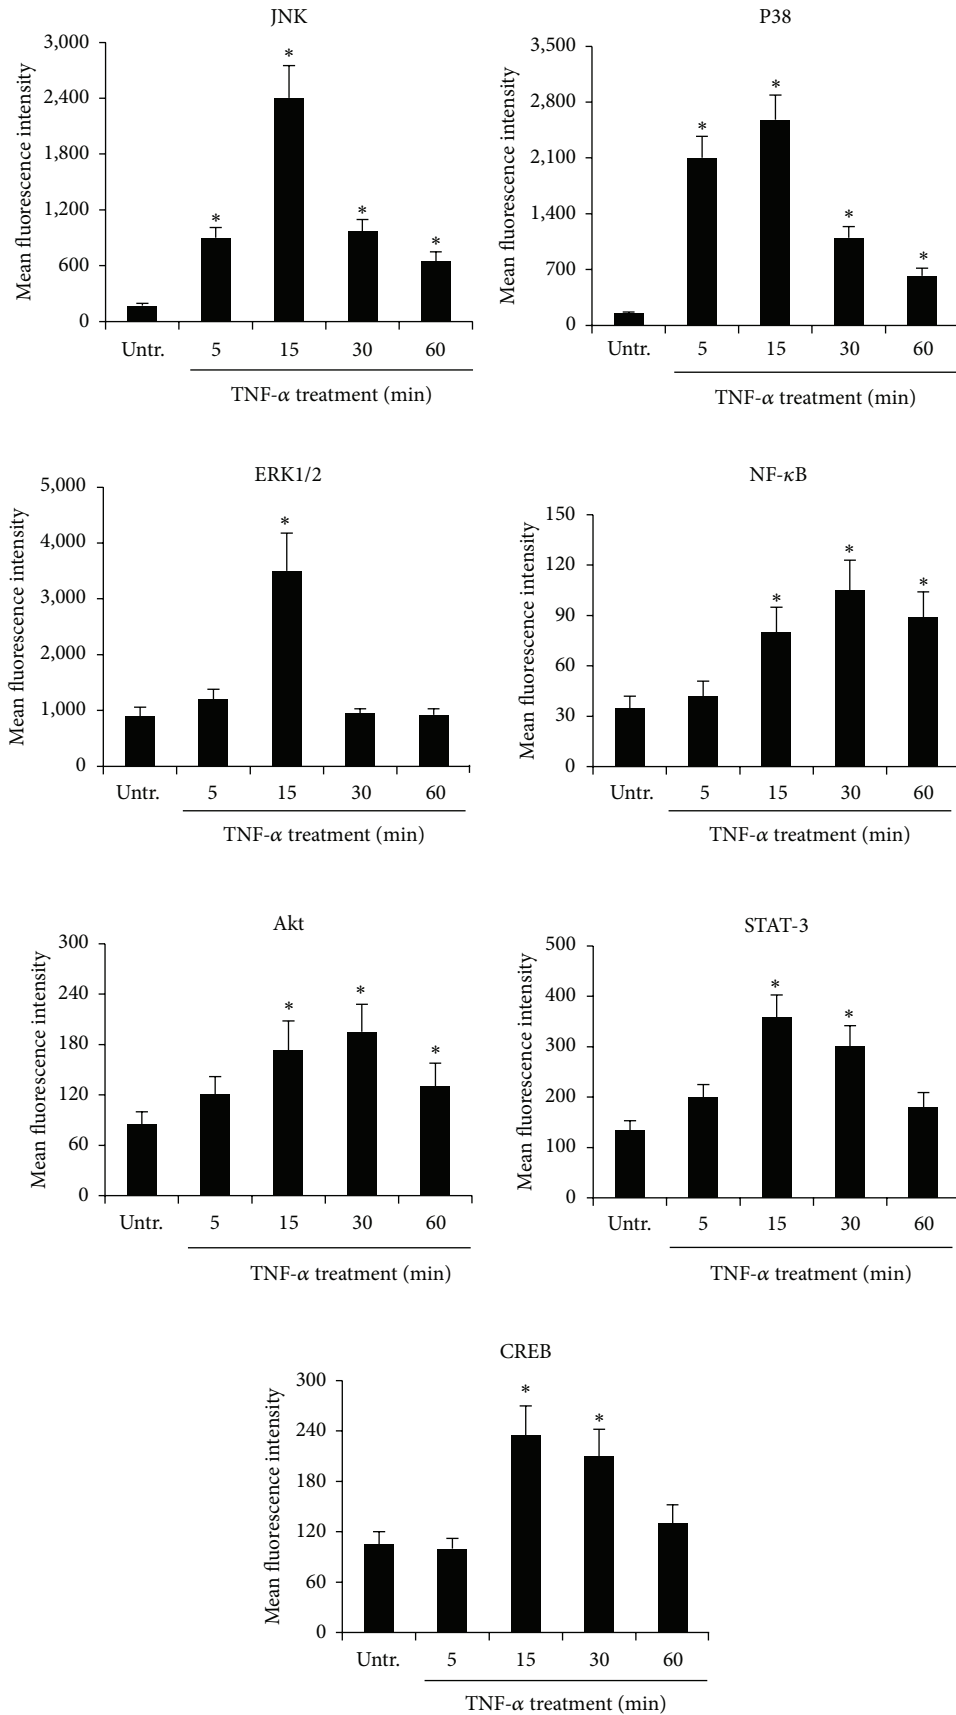 JNK
Mean fluorescence intensity
3,000
2,400
1,800
1,200
600
0
* * * *
Untr. 5 15 30 60
TNF-α treatment (min)
P38
Mean fluorescence intensity
3,500
2,800
2,100
1,400
700
0
* * * *
Untr. 5 15 30 60
TNF-α treatment (min)
ERK1/2
Mean fluorescence intensity
5,000
4,000
3,000
2,000
1,000
0
*
Untr. 5 15 30 60
TNF-α treatment (min)
NF-κB
Mean fluorescence intensity
150
120
90
60
30
0
* * *
Untr. 5 15 30 60
TNF-α treatment (min)
Akt
Mean fluorescence intensity
300
240
180
120
60
0
* * *
Untr. 5 15 30 60
TNF-α treatment (min)
STAT-3
Mean fluorescence intensity
500
400
300
200
100
0
* *
Untr. 5 15 30 60
TNF-α treatment (min)
CREB
Mean fluorescence intensity
300
240
180
120
60
0
* *
Untr. 5 15 30 60
TNF-α treatment (min)